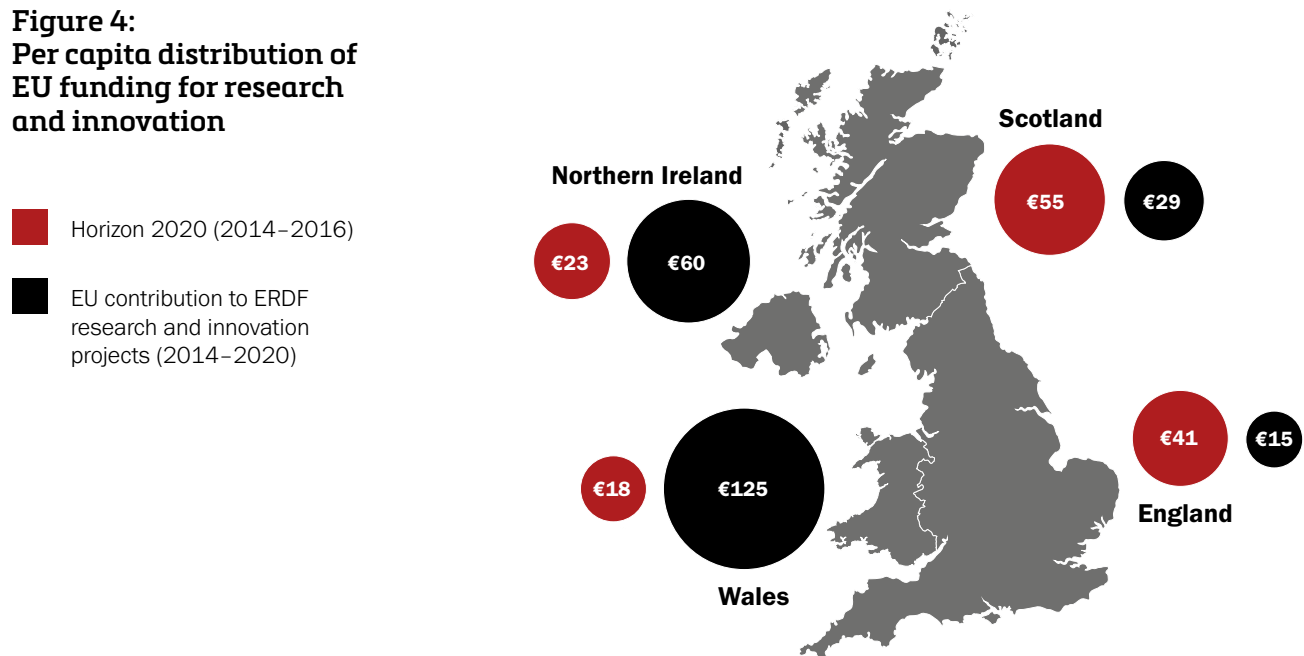 Figure 4:
Per capita distribution of
EU funding for research
and innovation
Horizon 2020 (2014–2016)
EU contribution to ERDF
research and innovation
projects (2014–2020)
Scotland
€55
€29
Northern Ireland
€23
€60
€41
€15
England
€18
€125
Wales